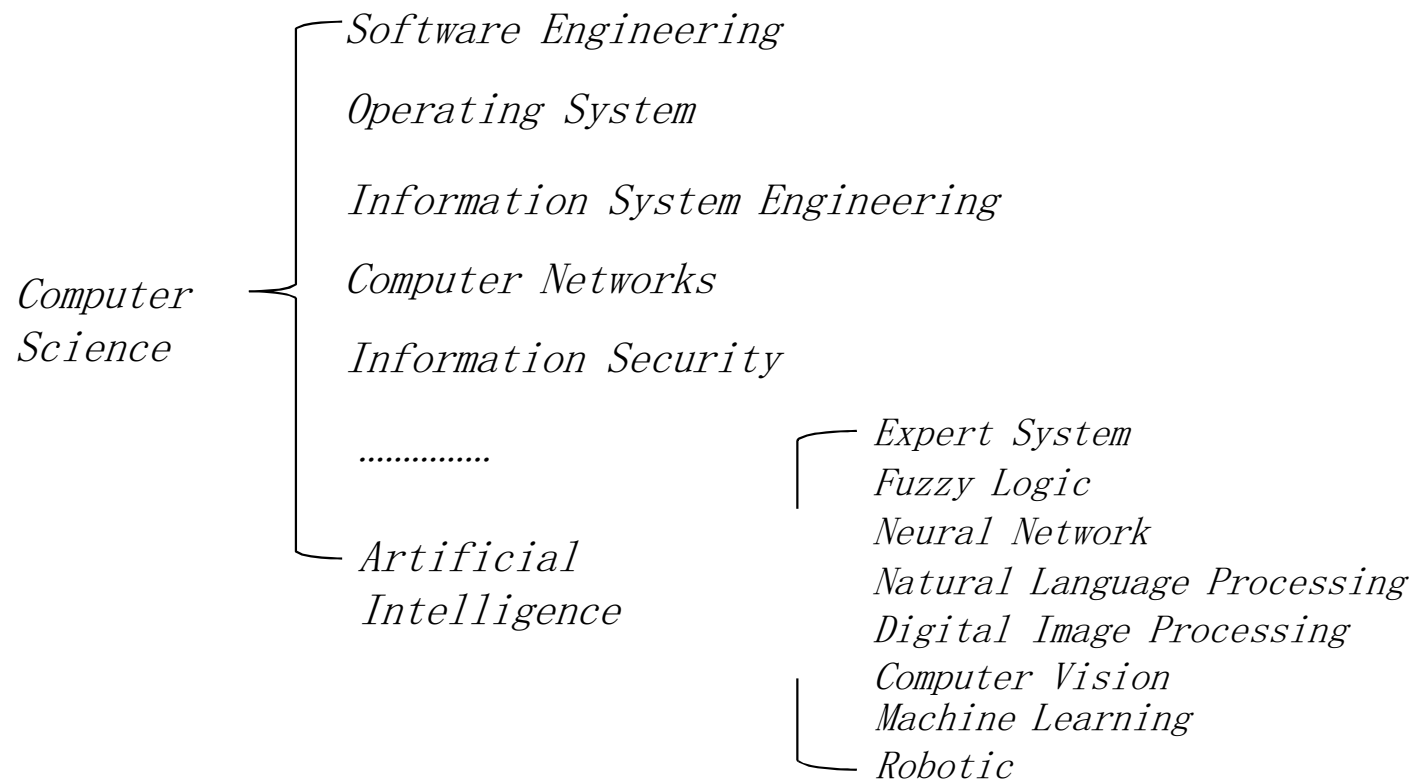 Software Engineering
Operating System
Information System Engineering
Computer
Science
Computer Networks
Information Security
...............
Artificial
Intelligence
Expert System
Fuzzy Logic
Neural Network
Natural Language Processing
Digital Image Processing
Computer Vision
Machine Learning
Robotic